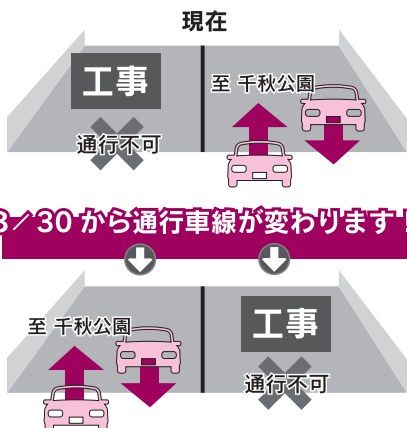 現在
工事
至 千秋公園
通行不可
8/30 から通行車線が変わります!
至 千秋公園
工事
通行不可